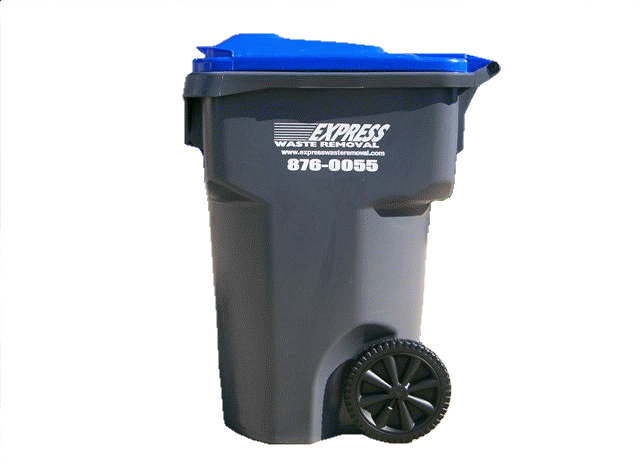 EXPRESS
WASTE REMOVAL
www.expresswasteremoval.com
876-0055